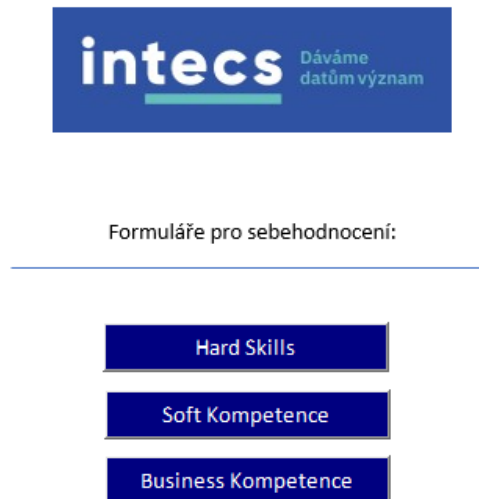 intecs
Dáváme
datům význam
Formuláře pro sebehodnocení:
Hard Skills
Soft Kompetence
Business Kompetence